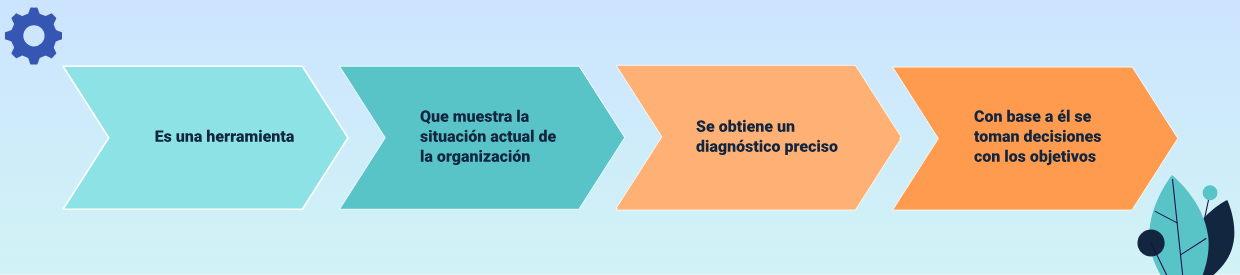 Es una herramienta
Que muestra la
situación actual de
la organización
Se obtiene un
diagnóstico preciso
Con base a él se
toman decisiones
con los objetivos